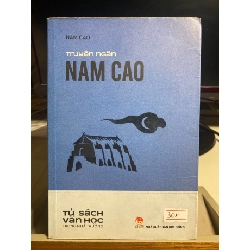 NAM CAO
TRUYỆN NGẮN
NAM CAO
TỦ SÁCH
VĂN HỌC